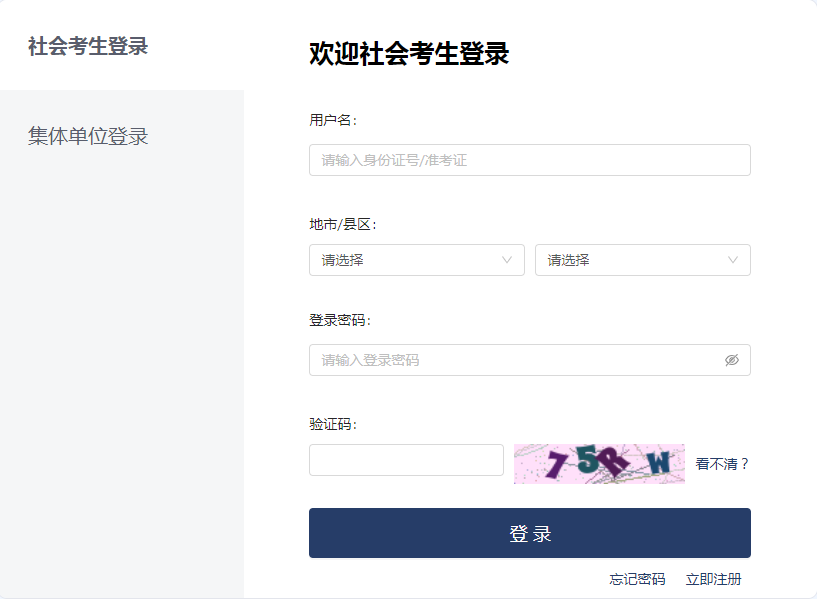 社会考生登录
集体单位登录
欢迎社会考生登录
用户名:
请输入身份证号/准考证
地市/县区:
请选择 请选择
登录密码:
请输入登录密码
验证码:
75RW 看不清？
登 录
忘记密码 立即注册